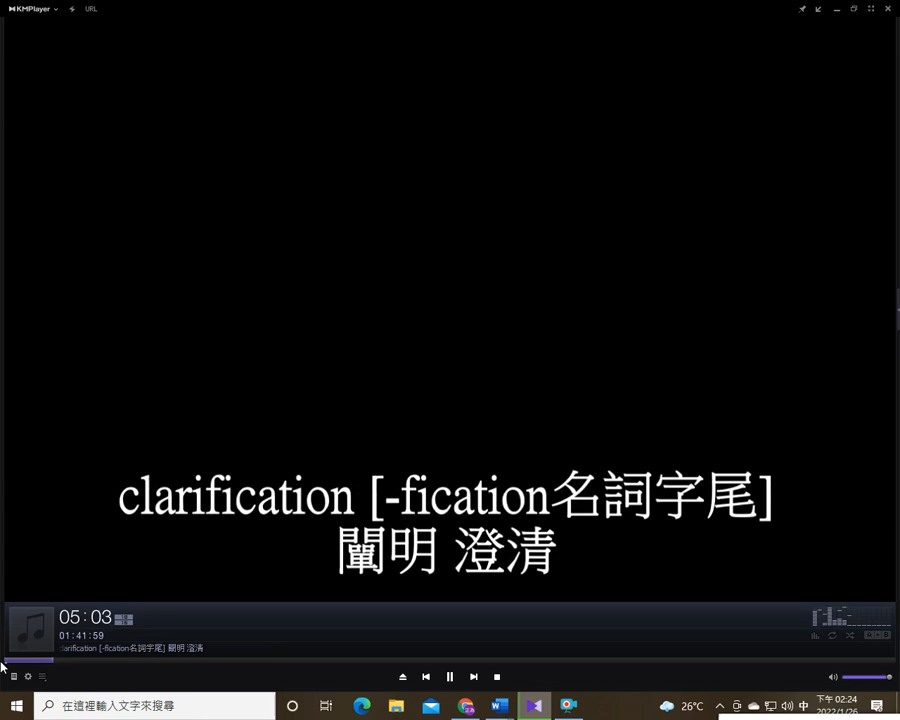 KMPlayer
URL
clarification [-fication名詞字尾]
闡明 澄清
05:03
01:41:59
larification [-fication名詞字尾] 闡明 澄清
在這裡輸入文字來搜尋
26°C
中
下午 02:24
2022/1/26